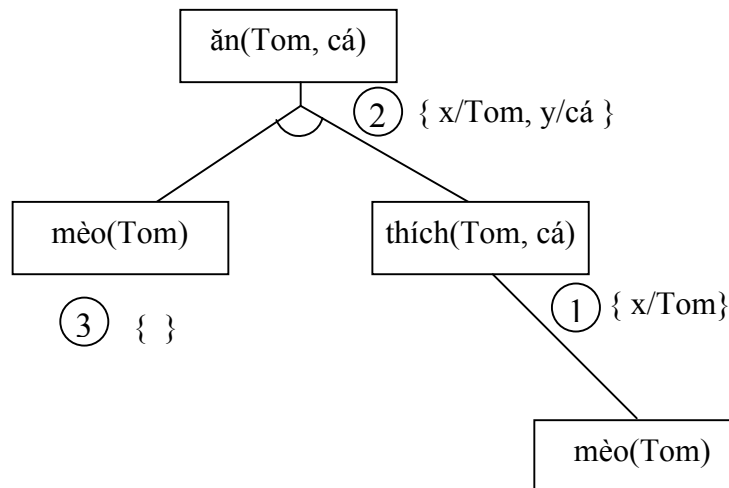 ăn(Tom, cá)
2 { x/Tom, y/cá }
mèo(Tom)
thích(Tom, cá)
3 { }
1 { x/Tom}
mèo(Tom)